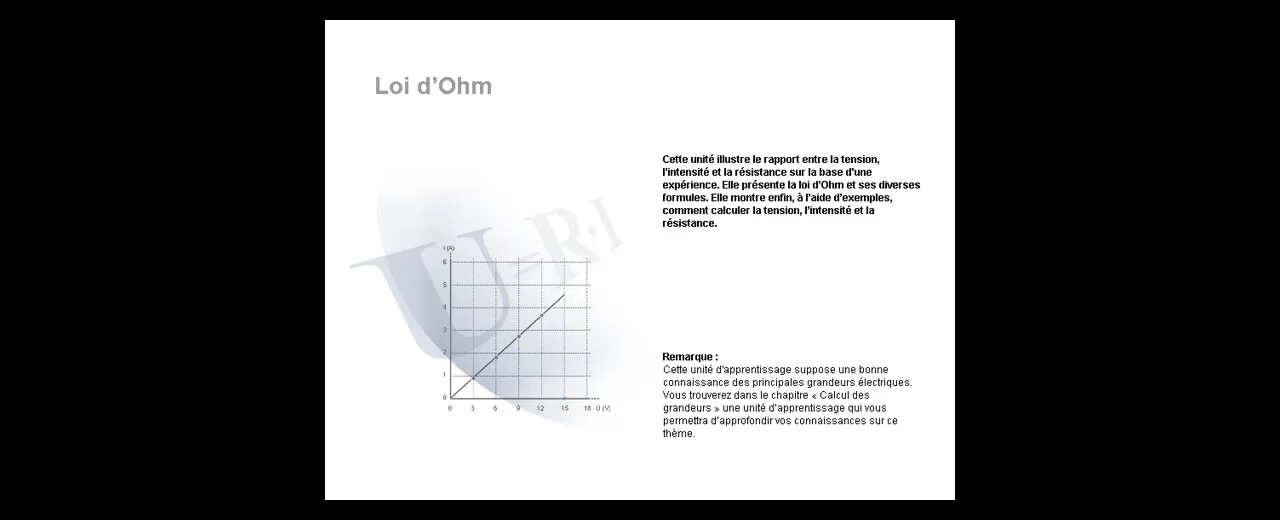 Loi d’Ohm
Cette unité illustre le rapport entre la tension,
l'intensité et la résistance sur la base d'une
expérience. Elle présente la loi d’Ohm et ses diverses
formules. Elle montre enfin, à l’aide d’exemples,
comment calculer la tension, l’intensité et la
résistance.
U=R·I
I (A)
6
5
4
3
2
1
0
0 3 6 9 12 15 18 U (V)
Remarque :
Cette unité d'apprentissage suppose une bonne
connaissance des principales grandeurs électriques.
Vous trouverez dans le chapitre « Calcul des
grandeurs » une unité d’apprentissage qui vous
permettra d’approfondir vos connaissances sur ce
thème.